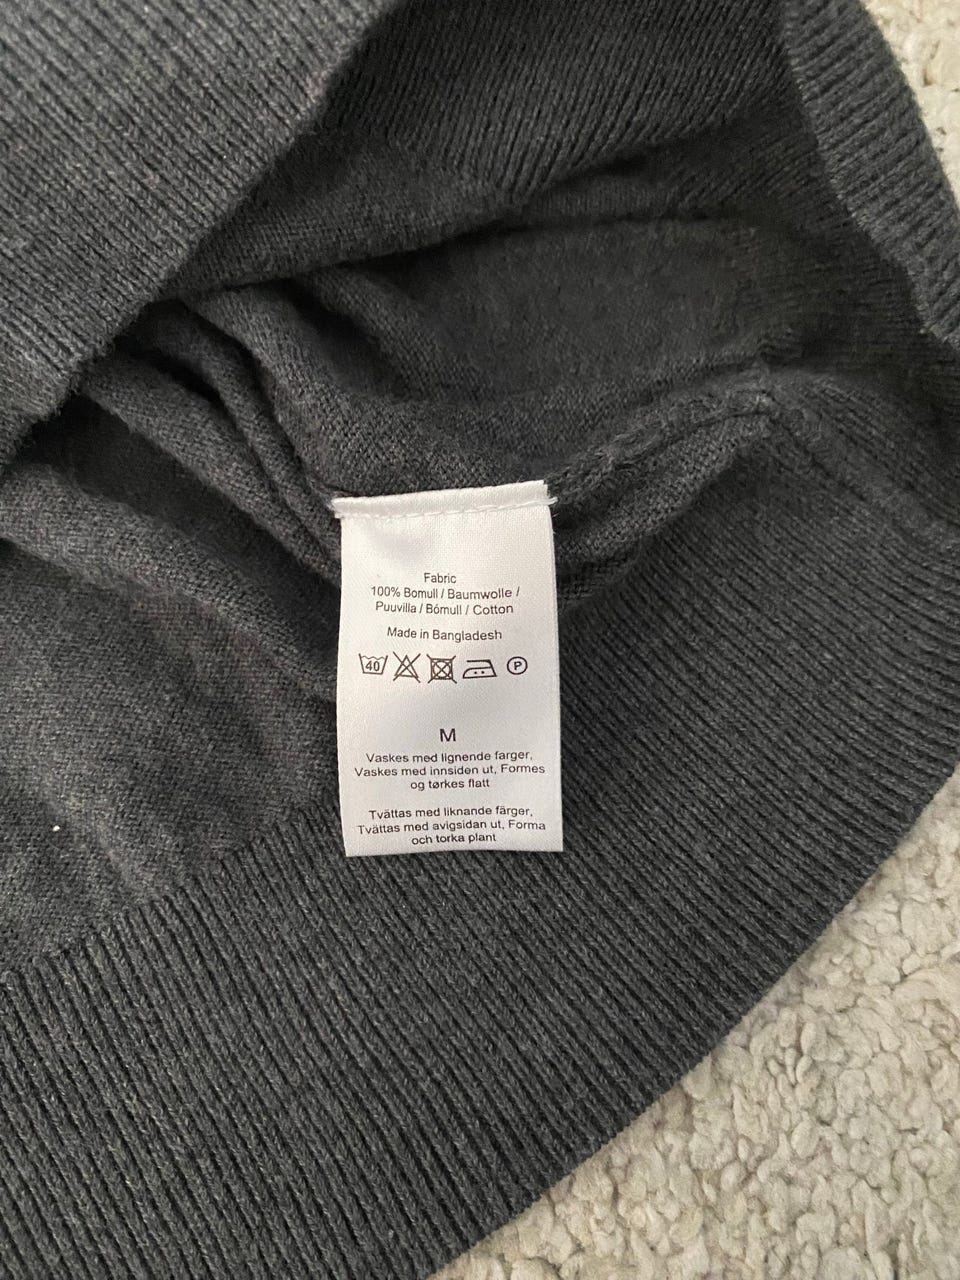 Fabric
100% Bomull / Baumwolle /
Puuvilla / Bómull / Cotton
Made in Bangladesh
40 P
M
Vaskes med lignende farger,
Vaskes med innsiden ut, Formes
og tørkes flatt
Tvättas med liknande färger,
Tvättas med avigsidan ut, Forma
och torka plant